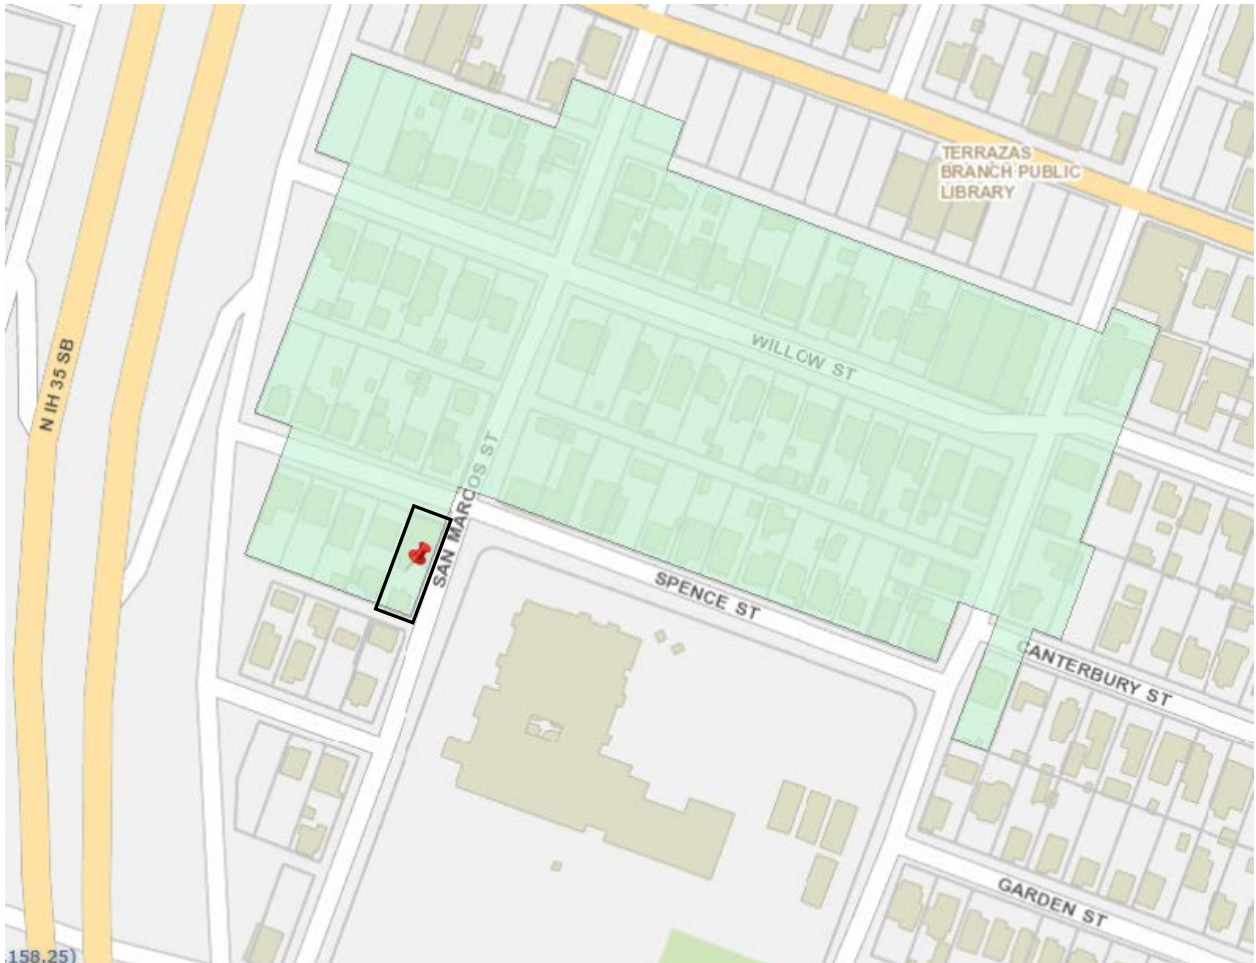 TERRAZAS
BRANCH PUBLIC
LIBRARY
N IH 35 SB
WILLOW ST
SAN MARCOS ST
SPENCE ST
CANTERBURY ST
GARDEN ST
.158,25)